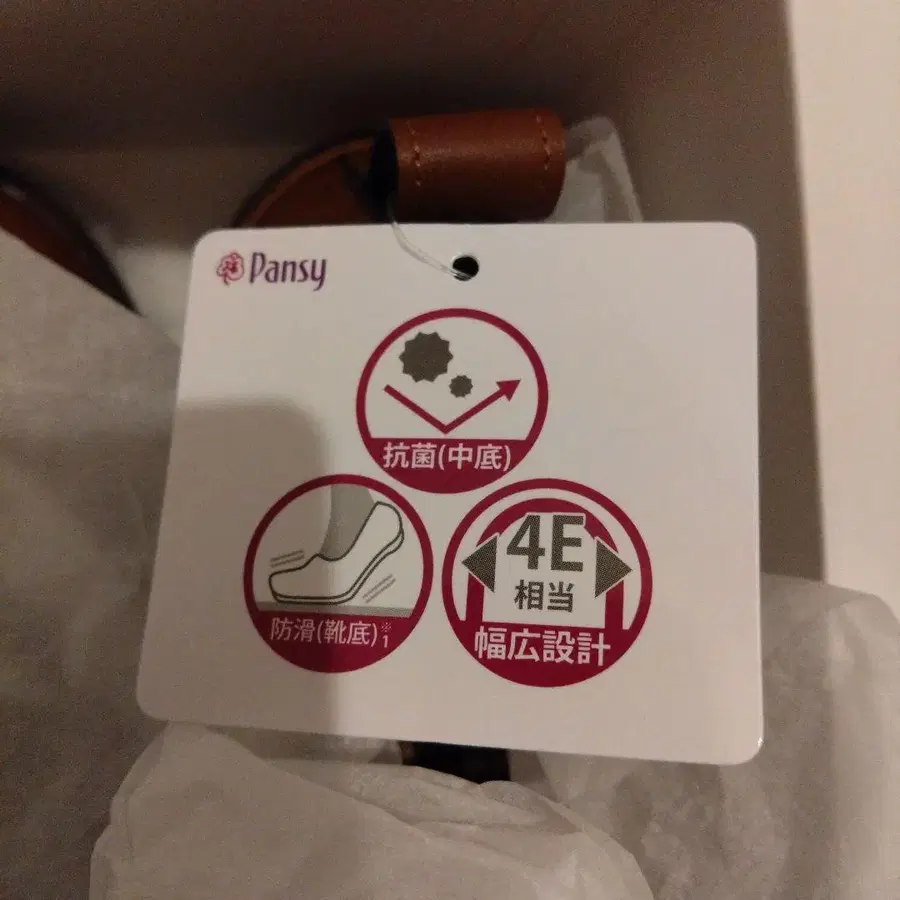 Pansy
抗菌(中底)
防滑(靴底)※1
4E
相当
幅広設計